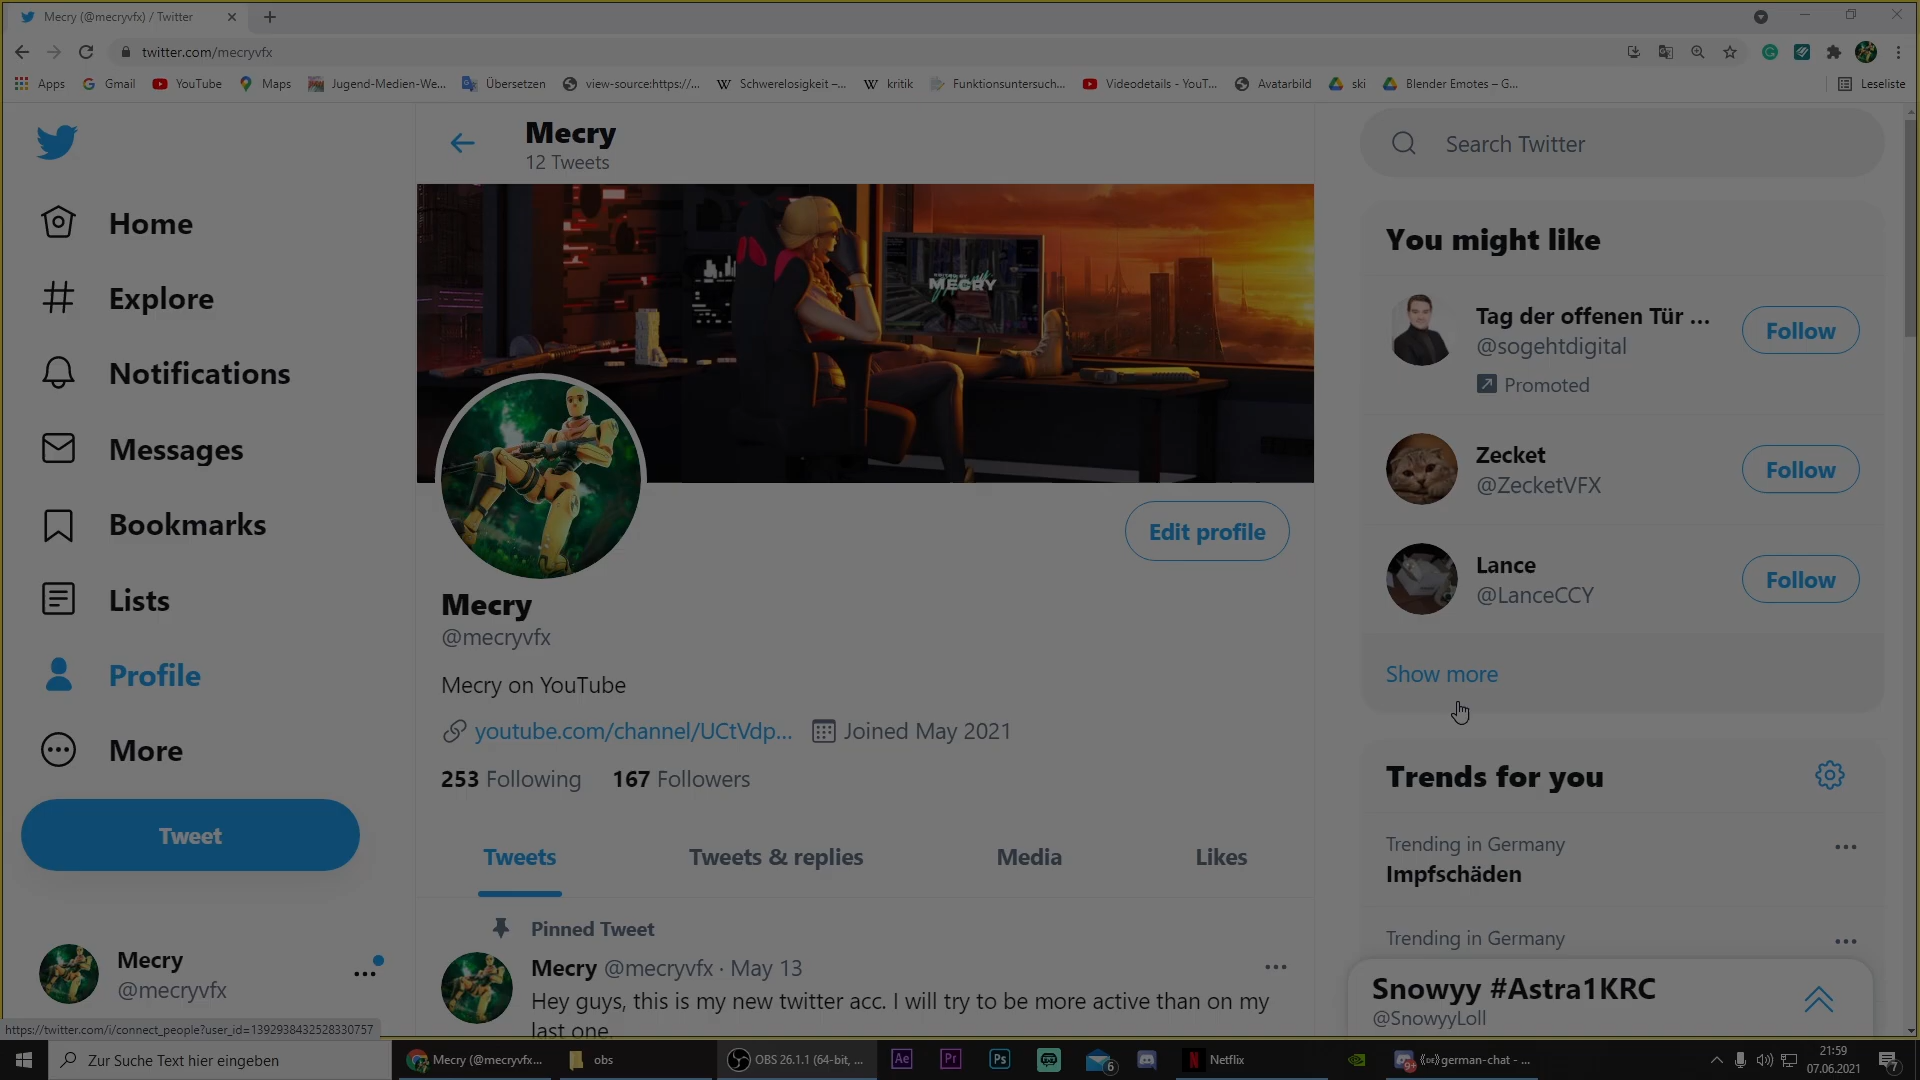 Mecry (@mecryvfx) / Twitter
twitter.com/mecryvfx
Apps
Gmail
YouTube
Maps
Jugend-Medien-We...
Übersetzen
view-source:https://...
Schwerelosigkeit –...
kritik
Funktionsuntersuch...
Videodetails - YouT...
Avatarbild
ski
Blender Emotes – G...
Leseliste
Home
Explore
Notifications
Messages
Bookmarks
Lists
Profile
More
Tweet
Mecry
@mecryvfx
https://twitter.com/i/connect_people?user_id=1392938432528330757
Mecry
12 Tweets
MECRY
Edit profile
Mecry
@mecryvfx
Mecry on YouTube
youtube.com/channel/UCtVdp... Joined May 2021
253 Following 167 Followers
Tweets Tweets & replies Media Likes
Pinned Tweet
Mecry @mecryvfx · May 13
Hey guys, this is my new twitter acc. I will try to be more active than on my
last one.
Search Twitter
You might like
Tag der offenen Tür ...
@sogehtdigital
Promoted
Follow
Zecket
@ZecketVFX
Follow
Lance
@LanceCCY
Follow
Show more
Trends for you
Trending in Germany
Impfschäden
Trending in Germany
Snowyy #Astra1KRC
@SnowyyLoll
Zur Suche Text hier eingeben
Mecry (@mecryvfx...
obs
OBS 26.1.1 (64-bit, ...
Ae
Pr
Ps
6
Netflix
9+
(DE)german-chat - ...
21:59
07.06.2021
7